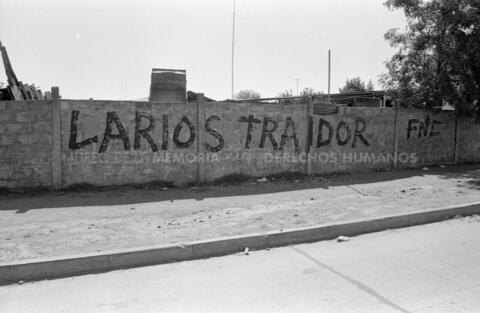 LARIOS TRAIDOR FNE
MUSEO DE LA MEMORIA Y LOS DERECHOS HUMANOS